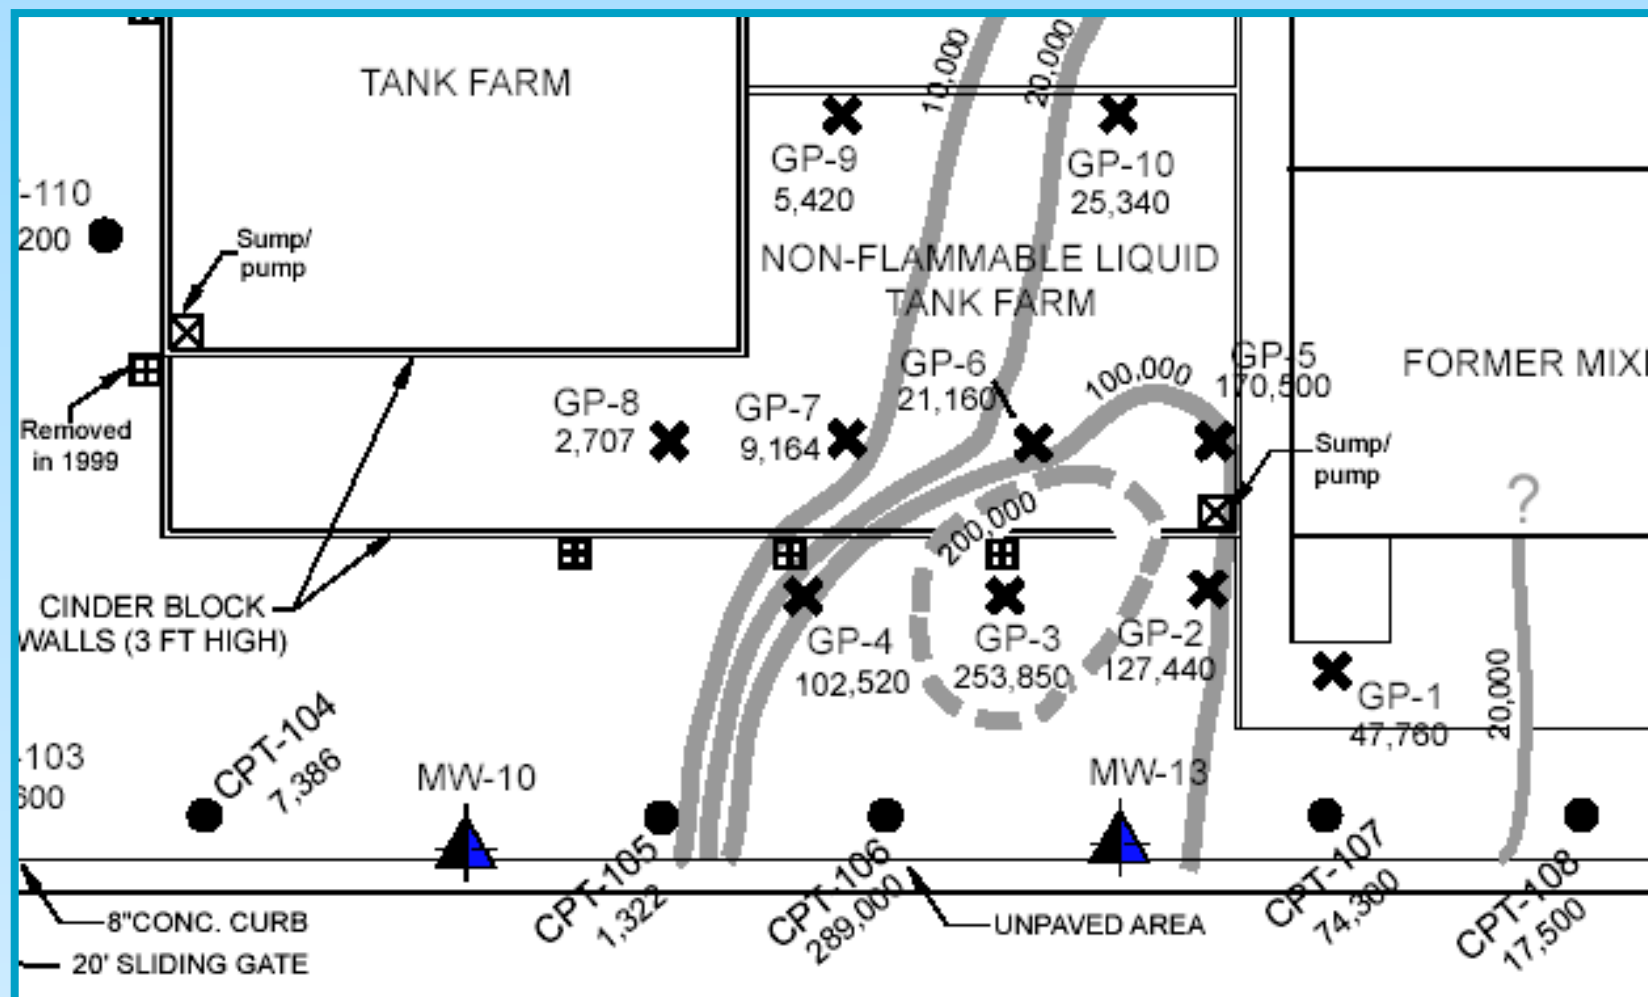 TANK FARM
10,000
20,000
GP-9
5,420
GP-10
25,340
-110
200
Sump/
pump
NON-FLAMMABLE LIQUID
TANK FARM
GP-6
21,160
100,000
GP-5
170,500
FORMER MIXI
GP-8
2,707
GP-7
9,164
Removed
in 1999
Sump/
pump
?
200,000
CINDER BLOCK
WALLS (3 FT HIGH)
GP-4
102,520
GP-3
253,850
GP-2
127,440
GP-1
47,760
20,000
CPT-104
7,386
-103
600
MW-10
MW-13
CPT-105
1,322
CPT-106
289,000
CPT-107
74,300
CPT-108
17,500
8"CONC. CURB
UNPAVED AREA
20' SLIDING GATE